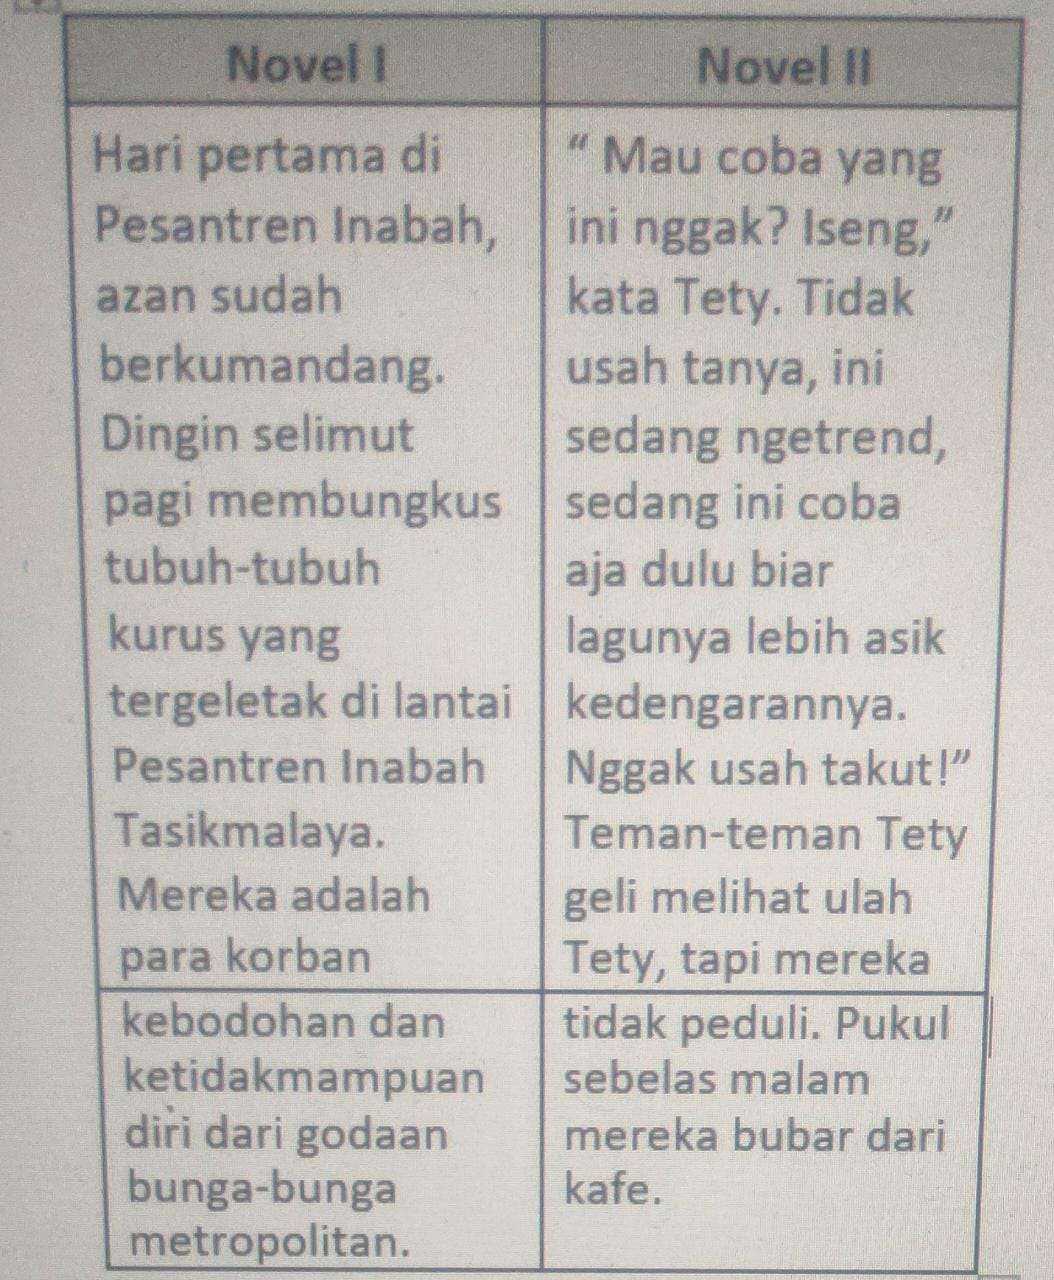 Novel I
Hari pertama di
Pesantren Inabah,
azan sudah
berkumandang.
Dingin selimut
pagi membungkus
tubuh-tubuh
kurus yang
tergeletak di lantai
Pesantren Inabah
Tasikmalaya.
Mereka adalah
para korban
kebodohan dan
ketidakmampuan
diri dari godaan
bunga-bunga
metropolitan.
Novel II
“ Mau coba yang
ini nggak? Iseng,”
kata Tety. Tidak
usah tanya, ini
sedang ngetrend,
sedang ini coba
aja dulu biar
lagunya lebih asik
kedengarannya.
Nggak usah takut!”
Teman-teman Tety
geli melihat ulah
Tety, tapi mereka
tidak peduli. Pukul
sebelas malam
mereka bubar dari
kafe.